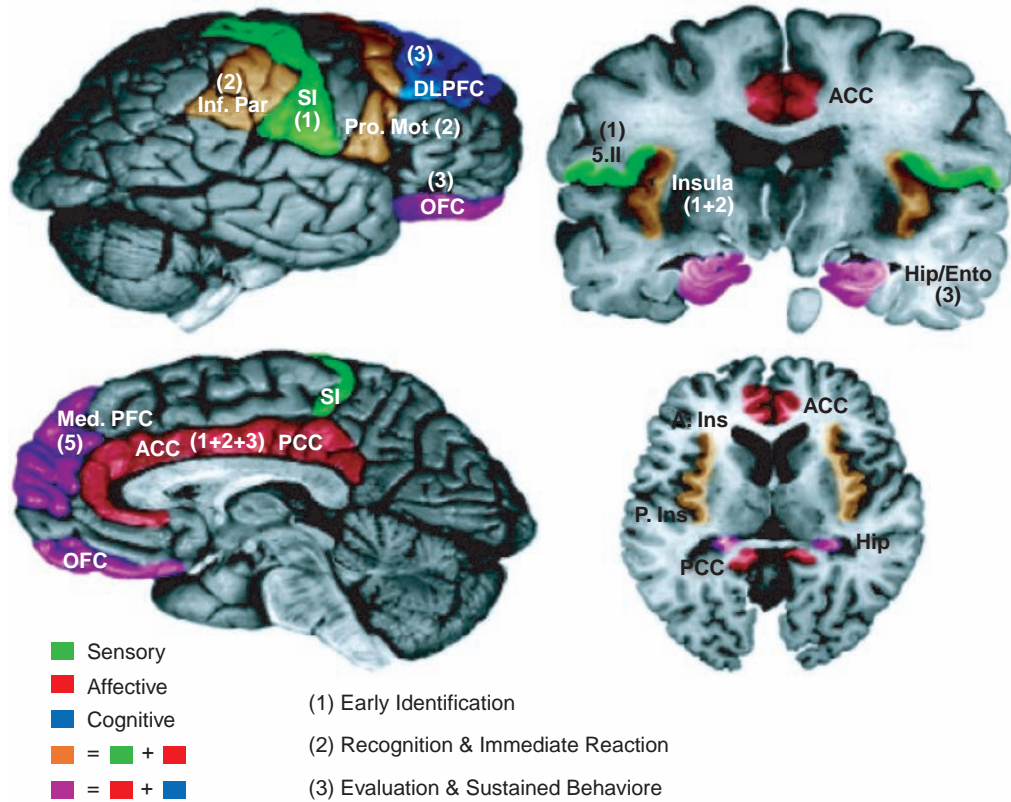 (3)
DLPFC
(2)
Inf. Par
SI
(1)
Pro. Mot (2)
(3)
OFC
ACC
(1)
5.II
Insula
(1+2)
Hip/Ento
(3)
Med. PFC
(5)
ACC (1+2+3) PCC
SI
OFC
ACC
A. Ins
P. Ins
Hip
PCC
Sensory
Affective
Cognitive
= +
= +
(1) Early Identification
(2) Recognition & Immediate Reaction
(3) Evaluation & Sustained Behaviore